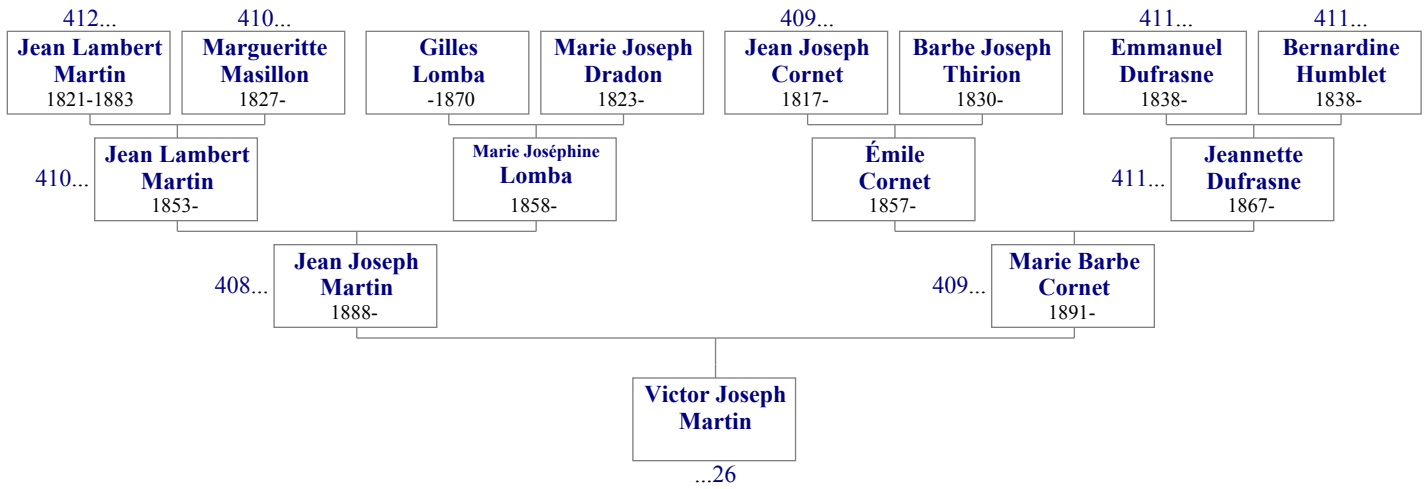 412...
410...
409...
411...
411...
Jean Lambert
Martin
1821-1883
Margueritte
Masillon
1827-
Gilles
Lomba
-1870
Marie Joseph
Dradon
1823-
Jean Joseph
Cornet
1817-
Barbe Joseph
Thirion
1830-
Emmanuel
Dufrasne
1838-
Bernardine
Humblet
1838-
410...
Jean Lambert
Martin
1853-
Marie Joséphine
Lomba
1858-
Émile
Cornet
1857-
411...
Jeannette
Dufrasne
1867-
408...
Jean Joseph
Martin
1888-
409...
Marie Barbe
Cornet
1891-
Victor Joseph
Martin
...26